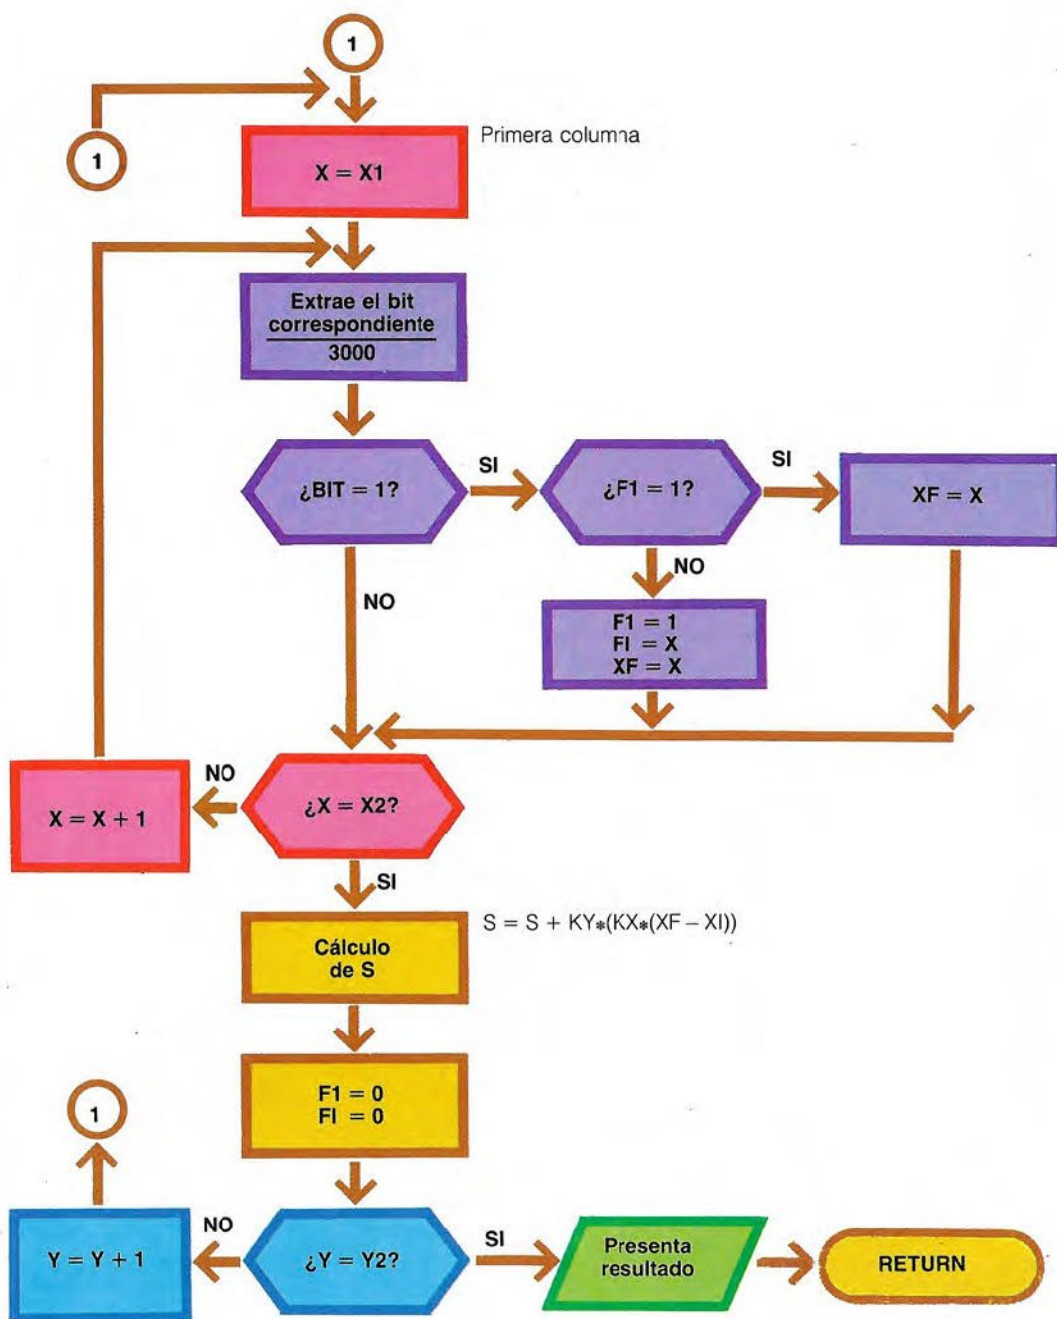 1
1
Primera columna
X = X1
Extrae el bit
correspondiente
3000
¿BIT = 1?
SI
¿F1 = 1?
SI
XF = X
NO
NO
F1 = 1
FI = X
XF = X
NO
X = X + 1
¿X = X2?
SI
S = S + KY*(KX*(XF – XI))
Cálculo
de S
F1 = 0
FI = 0
1
Y = Y + 1
NO
¿Y = Y2?
SI
Presenta
resultado
RETURN